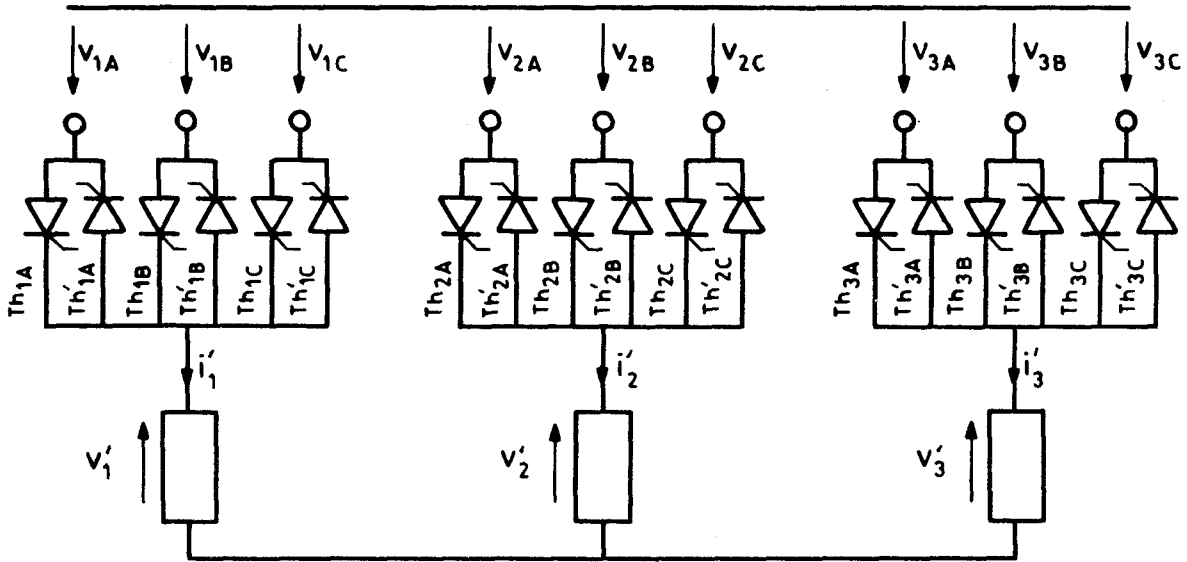 V1A V1B V1C V2A V2B V2C V3A V3B V3C
Th1A Th'1A Th1B Th'1B Th1C Th'1C Th2A Th'2A Th2B Th'2B Th2C Th'2C Th3A Th'3A Th3B Th'3B Th3C Th'3C
i'1 i'2 i'3
V'1 V'2 V'3